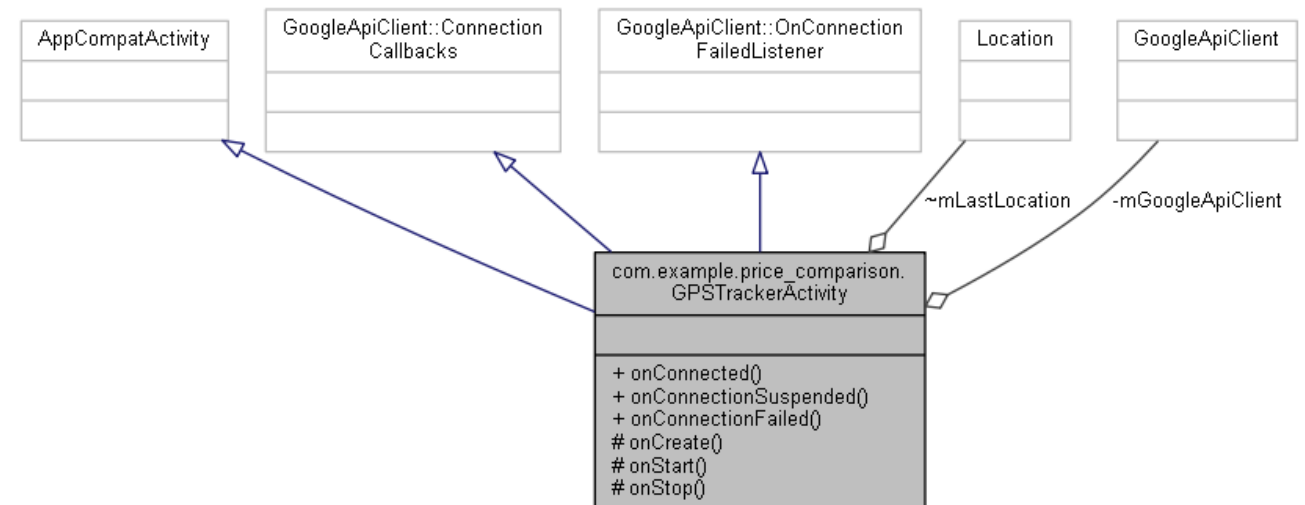 AppCompatActivity
GoogleApiClient::Connection
Callbacks
GoogleApiClient::OnConnection
FailedListener
Location
GoogleApiClient
~mLastLocation
-mGoogleApiClient
com.example.price_comparison.
GPSTrackerActivity
+ onConnected()
+ onConnectionSuspended()
+ onConnectionFailed()
# onCreate()
# onStart()
# onStop()